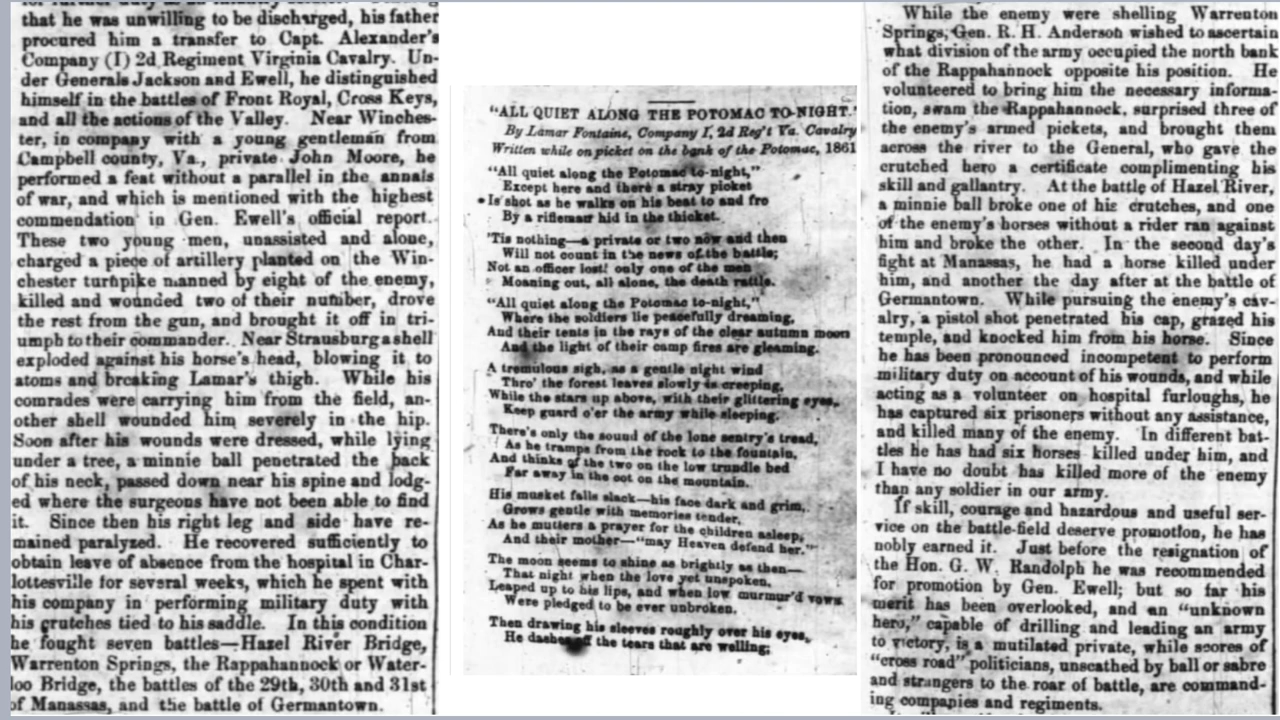 that he was unwilling to be discharged, his father
procured him a transfer to Capt. Alexander's
Company (I) 2d Regiment Virginia Cavalry. Un-
der Generals Jackson and Ewell, he distinguished
himself in the battles of Front Royal, Cross Keys,
and all the actions of the Valley. Near Winches-
ter, in company with a young gentleman from
Campbell county, Va., private John Moore, he
performed a feat without a parallel in the annals
of war, and which is mentioned with the highest
commendation in Gen. Ewell's official report.
These two young men, unassisted and alone,
charged a piece of artillery planted on the Win-
chester turnpike manned by eight of the enemy,
killed and wounded two of their number, drove
the rest from the gun, and brought it off in tri-
umph to their commander. Near Strausburg a shell
exploded against his horse's head, blowing it to
atoms and breaking Lamar's thigh. While his
comrades were carrying him from the field, an-
other shell wounded him severely in the hip.
Soon after his wounds were dressed, while lying
under a tree, a minnie ball penetrated the back
of his neck, passed down near his spine and lodg-
ed where the surgeons have not been able to find
it. Since then his right leg and side have re-
mained paralyzed. He recovered sufficiently to
obtain leave of absence from the hospital in Char-
lottesville for several weeks, which he spent with
his company in performing military duty with
his crutches tied to his saddle. In this condition
he fought seven battles—Hazel River Bridge,
Warrenton Springs, the Rappahannock or Water-
loo Bridge, the battles of the 29th, 30th and 31st
of Manassas, and the battle of Germantown.
"ALL QUIET ALONG THE POTOMAC TO-NIGHT."
By Lamar Fontaine, Company I, 2d Reg't Va. Cavalry
Written while on picket on the bank of the Potomac, 1861
"All quiet along the Potomac to-night,"
Except here and there a stray picket
Is shot as he walks on his beat to and fro
By a rifleman hid in the thicket.
'Tis nothing—a private or two now and then
Will not count in the news of the battle;
Not an officer lost! only one of the men
Moaning out, all alone, the death rattle.
"All quiet along the Potomac to-night,"
Where the soldiers lie peacefully dreaming,
And their tents in the rays of the clear autumn moon
And the light of their camp fires are gleaming.
A tremulous sigh, as a gentle night wind
Thro' the forest leaves slowly is creeping,
While the stars up above, with their glittering eyes,
Keep guard o'er the army while sleeping.
There's only the sound of the lone sentry's tread,
As he tramps from the rock to the fountain,
And thinks of the two on the low trundle bed
Far away in the cot on the mountain.
His musket falls slack—his face dark and grim,
Grows gentle with memories tender,
As he mutters a prayer for the children asleep,
And their mother—"may Heaven defend her."
The moon seems to shine as brightly as then—
That night when the love yet unspoken,
Leaped up to his lips, and when low murmur'd vows
Were pledged to be ever unbroken.
Then drawing his sleeves roughly over his eyes,
He dashes off the tears that are welling;
While the enemy were shelling Warrenton
Springs, Gen. R. H. Anderson wished to ascertain
what division of the army occupied the north bank
of the Rappahannock opposite his position. He
volunteered to bring him the necessary informa-
tion, swam the Rappahannock, surprised three of
the enemy's armed pickets, and brought them
across the river to the General, who gave the
crutched hero a certificate complimenting his
skill and gallantry. At the battle of Hazel River,
a minnie ball broke one of his crutches, and one
of the enemy's horses without a rider ran against
him and broke the other. In the second day's
fight at Manassas, he had a horse killed under
him, and another the day after at the battle of
Germantown. While pursuing the enemy's cav-
alry, a pistol shot penetrated his cap, grazed his
temple, and knocked him from his horse. Since
he has been pronounced incompetent to perform
military duty on account of his wounds, and while
acting as a volunteer on hospital furloughs, he
has captured six prisoners without any assistance,
and killed many of the enemy. In different bat-
tles he has had six horses killed under him, and
I have no doubt has killed more of the enemy
than any soldier in our army.
If skill, courage and hazardous and useful ser-
vice on the battle-field deserve promotion, he has
nobly earned it. Just before the resignation of
the Hon. G. W. Randolph he was recommended
for promotion by Gen. Ewell; but so far his
merit has been overlooked, and an "unknown
hero," capable of drilling and leading an army
to victory, is a mutilated private, while scores of
"cross road" politicians, unscathed by ball or sabre
and strangers to the roar of battle, are command-
ing companies and regiments.